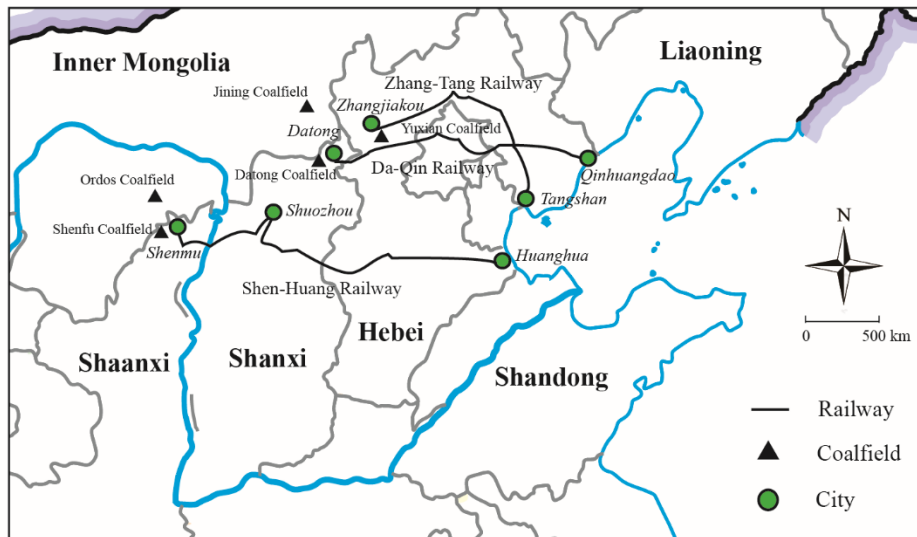 Inner Mongolia
Liaoning
Zhang-Tang Railway
Jining Coalfield
Zhangjiakou
Yuxian Coalfield
Datong
Datong Coalfield
Da-Qin Railway
Qinhuangdao
Ordos Coalfield
Tangshan
Shuozhou
Shenfu Coalfield
Shenmu
Huanghua
N
Shen-Huang Railway
Hebei
0 500 km
Shaanxi
Shanxi
Shandong
Railway
Coalfield
City